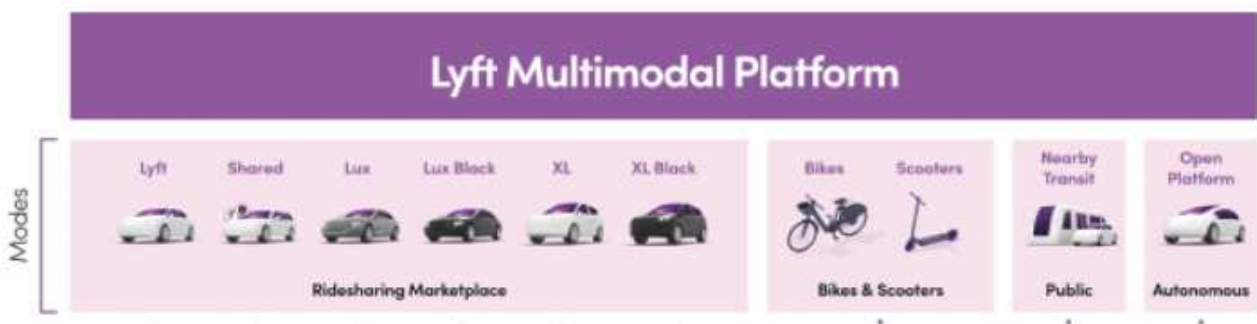 Lyft Multimodal Platform
Modes
Lyft Shared Lux Lux Black XL XL Black
Ridesharing Marketplace
Bikes Scooters
Bikes & Scooters
Nearby
Transit
Public
Open
Platform
Autonomous